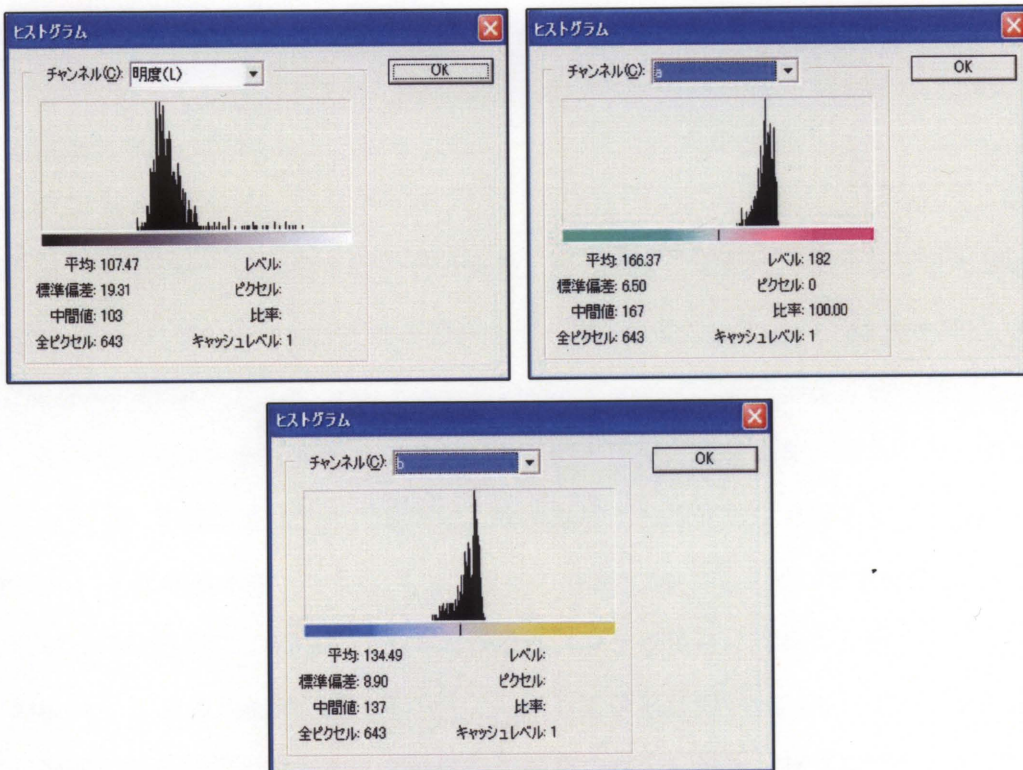 ヒストグラム
チャンネル(C): 明度(L)
OK
平均: 107.47 レベル:
標準偏差: 19.31 ピクセル:
中間値: 103 比率:
全ピクセル: 643 キャッシュレベル: 1
ヒストグラム
チャンネル(C): a
OK
平均: 166.37 レベル: 182
標準偏差: 6.50 ピクセル: 0
中間値: 167 比率: 100.00
全ピクセル: 643 キャッシュレベル: 1
ヒストグラム
チャンネル(C): b
OK
平均: 134.49 レベル:
標準偏差: 8.90 ピクセル:
中間値: 137 比率:
全ピクセル: 643 キャッシュレベル: 1